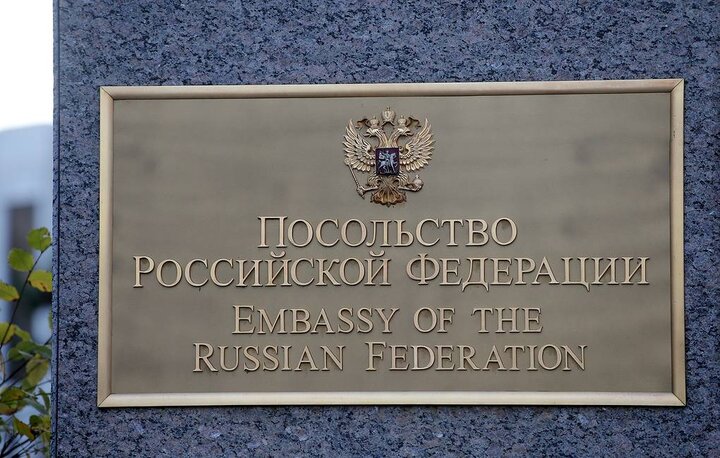 Посольство
Российской Федерации
Embassy of the
Russian Federation